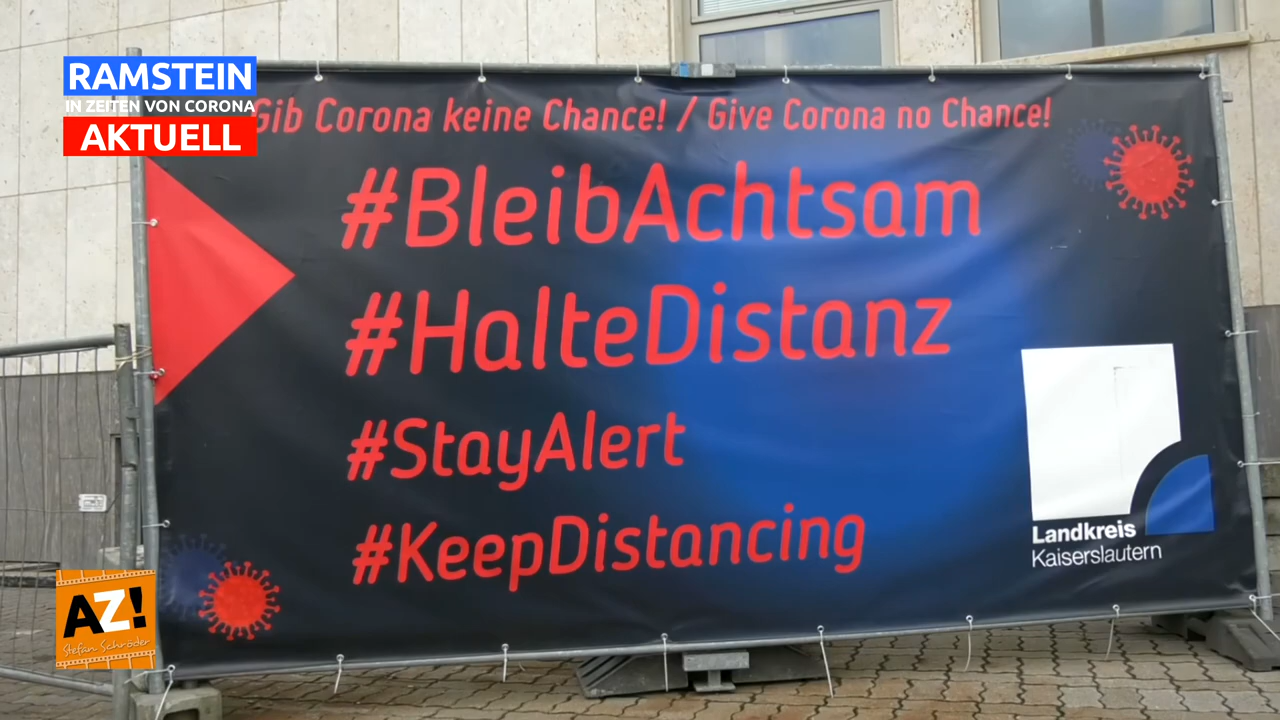 RAMSTEIN
IN ZEITEN VON CORONA
AKTUELL
Gib Corona keine Chance! / Give Corona no Chance!
#BleibAchtsam
#HalteDistanz
#StayAlert
#KeepDistancing
Landkreis
Kaiserslautern
AZ!
Stefan Schröder